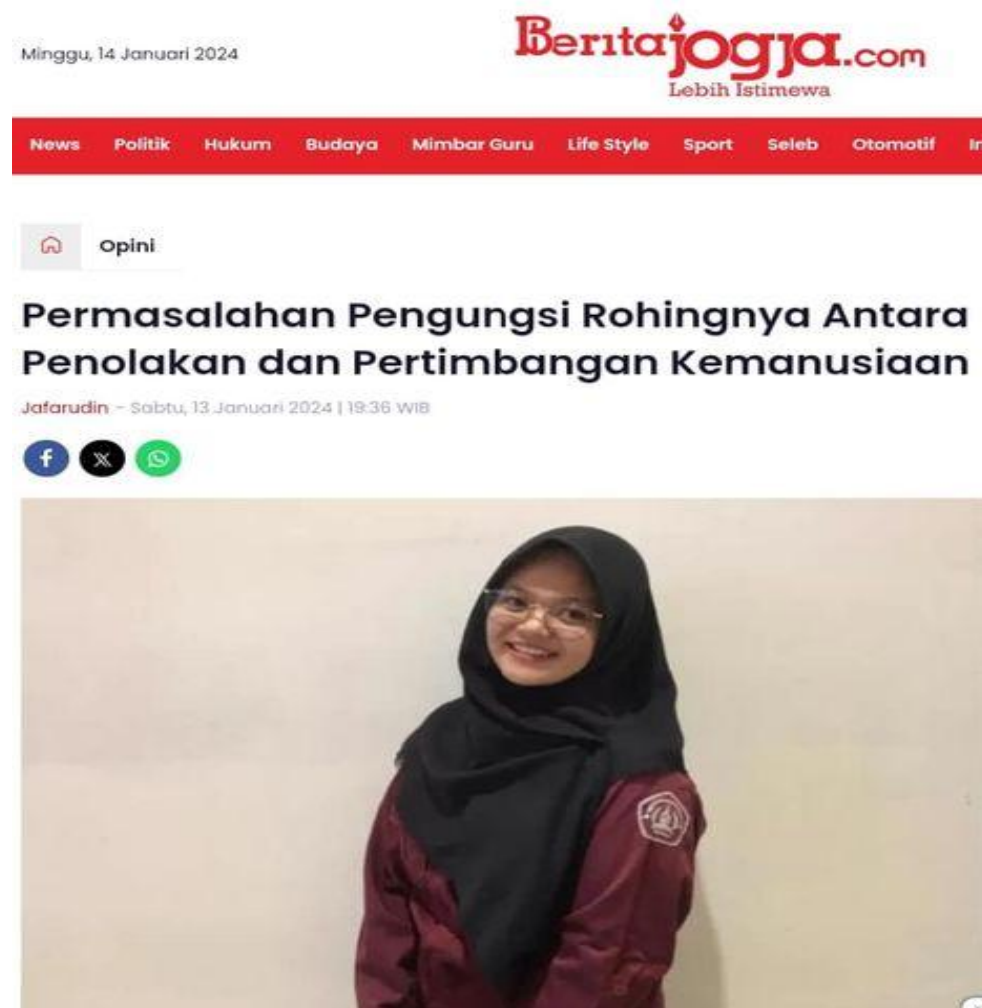 Minggu, 14 Januari 2024
Beritajogja.com
Lebih Istimewa
News Politik Hukum Budaya Mimbar Guru Life Style Sport Seleb Otomotif
Opini
Permasalahan Pengungsi Rohingnya Antara
Penolakan dan Pertimbangan Kemanusiaan
Jafarudin - Sabtu, 13 Januari 2024 | 19:36 WIB